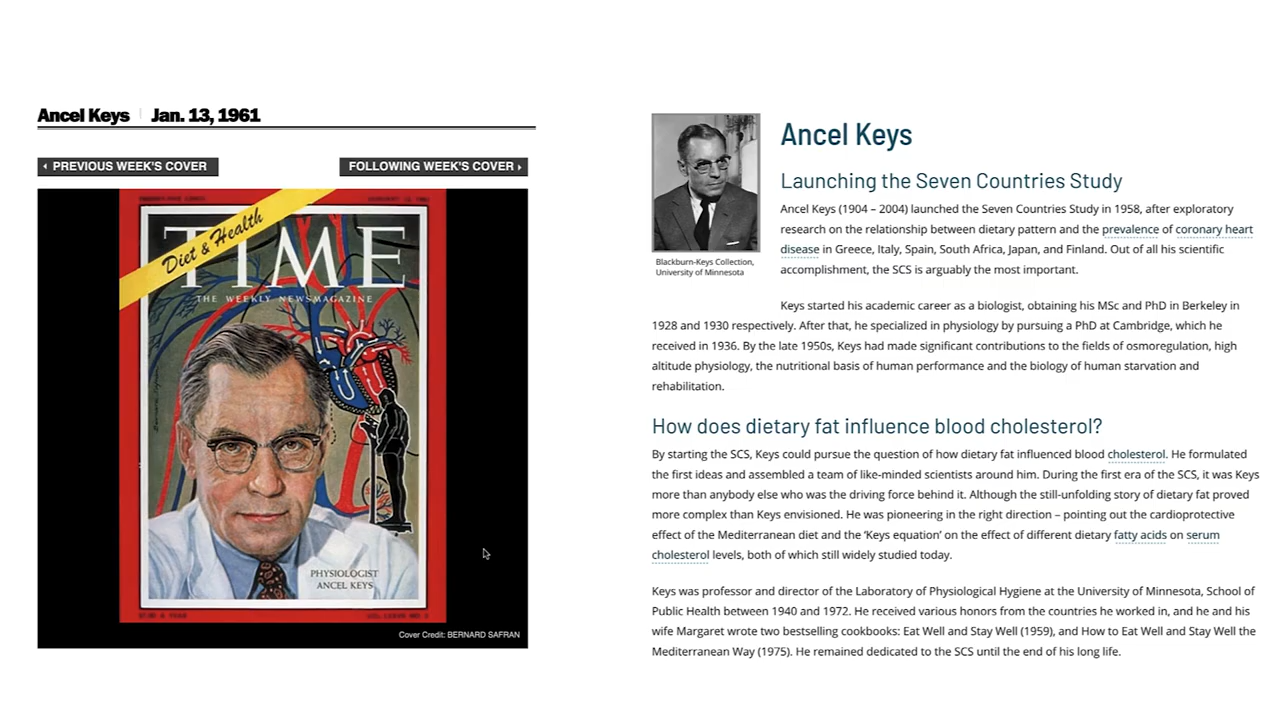 Ancel Keys | Jan. 13, 1961
PREVIOUS WEEK'S COVER
FOLLOWING WEEK'S COVER
Diet & Health
TIME
THE WEEKLY NEWSMAGAZINE
PHYSIOLOGIST
ANCEL KEYS
Cover Credit: BERNARD SAFRAN
Blackburn-Keys Collection,
University of Minnesota
Ancel Keys
Launching the Seven Countries Study
Ancel Keys (1904 – 2004) launched the Seven Countries Study in 1958, after exploratory
research on the relationship between dietary pattern and the prevalence of coronary heart
disease in Greece, Italy, Spain, South Africa, Japan, and Finland. Out of all his scientific
accomplishment, the SCS is arguably the most important.
Keys started his academic career as a biologist, obtaining his MSc and PhD in Berkeley in
1928 and 1930 respectively. After that, he specialized in physiology by pursuing a PhD at Cambridge, which he
received in 1936. By the late 1950s, Keys had made significant contributions to the fields of osmoregulation, high
altitude physiology, the nutritional basis of human performance and the biology of human starvation and
rehabilitation.
How does dietary fat influence blood cholesterol?
By starting the SCS, Keys could pursue the question of how dietary fat influenced blood cholesterol. He formulated
the first ideas and assembled a team of like-minded scientists around him. During the first era of the SCS, it was Keys
more than anybody else who was the driving force behind it. Although the still-unfolding story of dietary fat proved
more complex than Keys envisioned. He was pioneering in the right direction – pointing out the cardioprotective
effect of the Mediterranean diet and the 'Keys equation' on the effect of different dietary fatty acids on serum
cholesterol levels, both of which still widely studied today.
Keys was professor and director of the Laboratory of Physiological Hygiene at the University of Minnesota, School of
Public Health between 1940 and 1972. He received various honors from the countries he worked in, and he and his
wife Margaret wrote two bestselling cookbooks: Eat Well and Stay Well (1959), and How to Eat Well and Stay Well the
Mediterranean Way (1975). He remained dedicated to the SCS until the end of his long life.